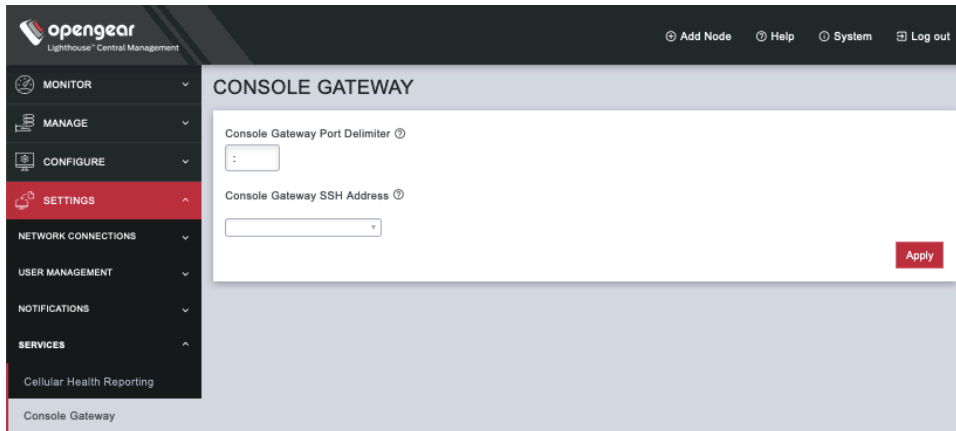 opengear
Lighthouse™ Central Management
Add Node
Help
System
Log out
MONITOR
MANAGE
CONFIGURE
SETTINGS
NETWORK CONNECTIONS
USER MANAGEMENT
NOTIFICATIONS
SERVICES
Cellular Health Reporting
Console Gateway
CONSOLE GATEWAY
Console Gateway Port Delimiter
:
Console Gateway SSH Address
Apply